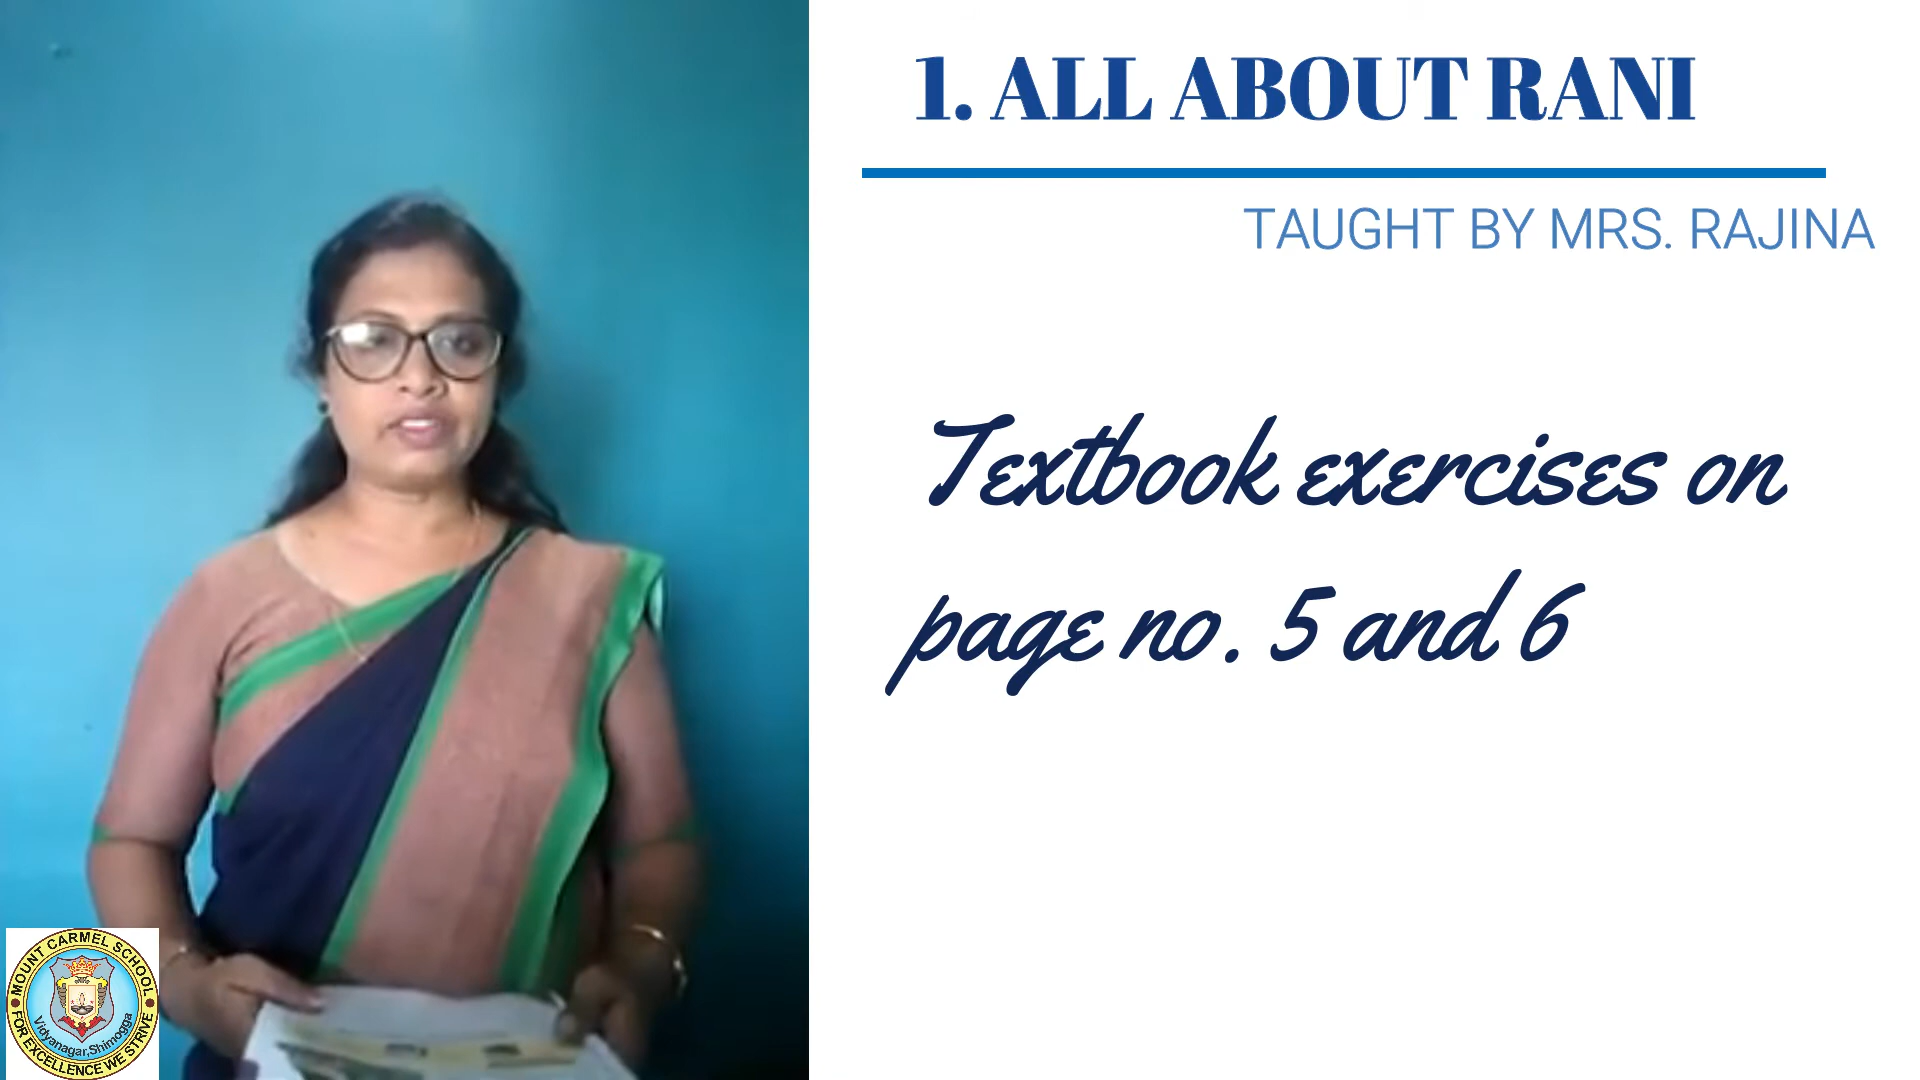 1. ALL ABOUT RANI
TAUGHT BY MRS. RAJINA
Textbook exercises on
page no. 5 and 6
MOUNT CARMEL SCHOOL
Vidyanagar,Shimogga
FOR EXCELLENCE WE STRIVE